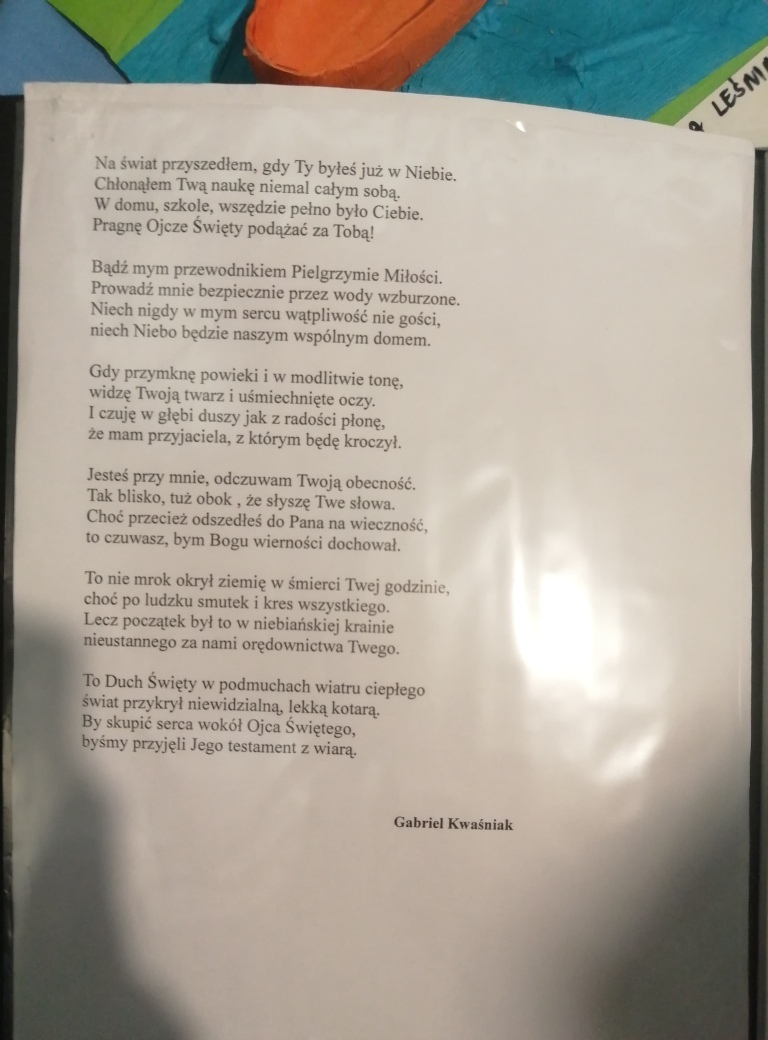 LEŚM
Na świat przyszedłem, gdy Ty byłeś już w Niebie.
Chłonąłem Twą naukę niemal całym sobą.
W domu, szkole, wszędzie pełno było Ciebie.
Pragnę Ojcze Święty podążać za Tobą!
Bądź mym przewodnikiem Pielgrzymie Miłości.
Prowadź mnie bezpiecznie przez wody wzburzone.
Niech nigdy w mym sercu wątpliwość nie gości,
niech Niebo będzie naszym wspólnym domem.
Gdy przymknę powieki i w modlitwie tonę,
widzę Twoją twarz i uśmiechnięte oczy.
I czuję w głębi duszy jak z radości płonę,
że mam przyjaciela, z którym będę kroczył.
Jesteś przy mnie, odczuwam Twoją obecność.
Tak blisko, tuż obok , że słyszę Twe słowa.
Choć przecież odszedłeś do Pana na wieczność,
to czuwasz, bym Bogu wierności dochował.
To nie mrok okrył ziemię w śmierci Twej godzinie,
choć po ludzku smutek i kres wszystkiego.
Lecz początek był to w niebiańskiej krainie
nieustannego za nami orędownictwa Twego.
To Duch Święty w podmuchach wiatru ciepłego
świat przykrył niewidzialną, lekką kotarą.
By skupić serca wokół Ojca Świętego,
byśmy przyjęli Jego testament z wiarą.
Gabriel Kwaśniak